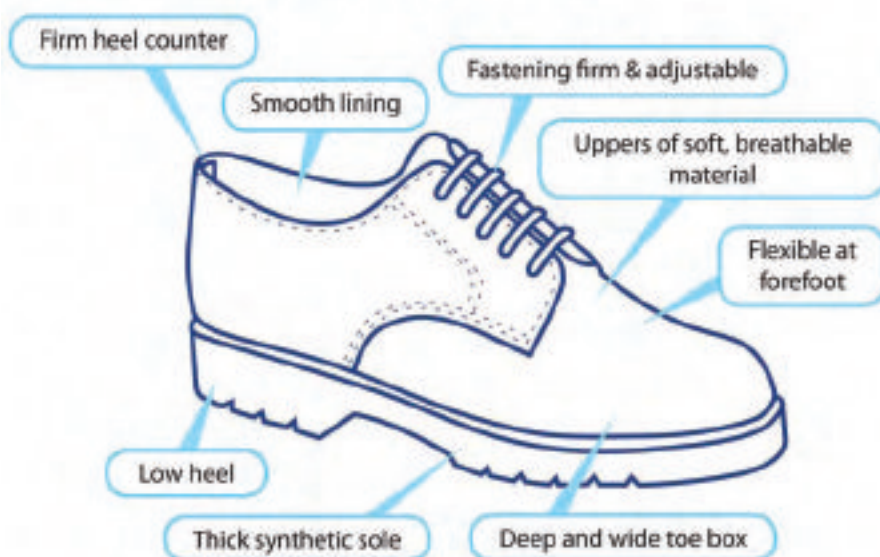 Firm heel counter
Fastening firm & adjustable
Smooth lining
Uppers of soft, breathable
material
Flexible at
forefoot
Low heel
Thick synthetic sole
Deep and wide toe box